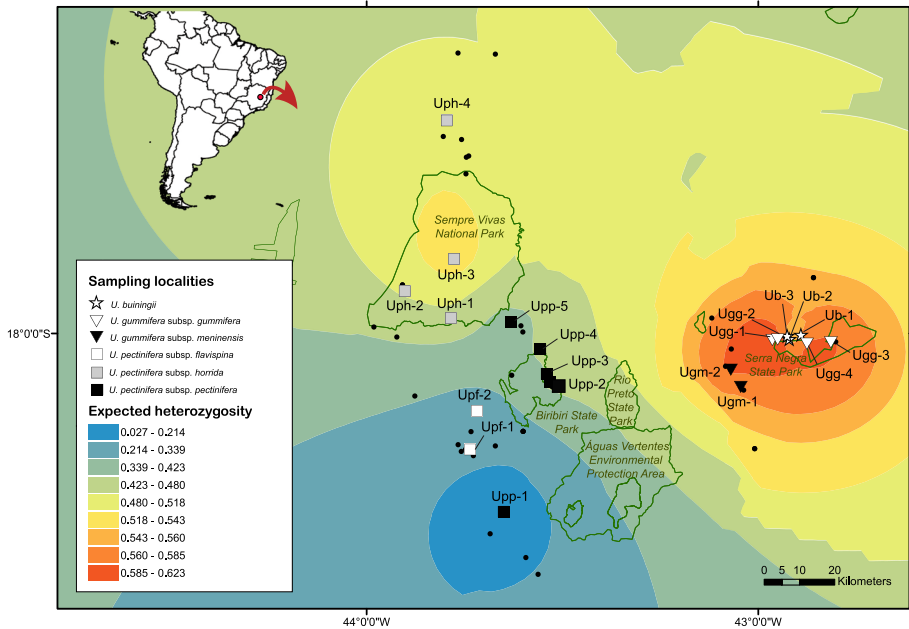 Uph-4
Sempre Vivas
National Park
Uph-3
Uph-2
Uph-1
Upp-5
Upp-4
Upp-3
Upp-2
Upf-2
Upf-1
Upp-1
Biribiri State
Park
Rio
Preto
State
Park
Águas Vertentes
Environmental
Protection Area
Ub-3
Ub-2
Ub-1
Ugg-2
Ugg-1
Ugg-3
Ugg-4
Serra Negra
State Park
Ugm-2
Ugm-1
18°0'0"S
Sampling localities
U. buiningii
U. gummifera subsp. gummifera
U. gummifera subsp. meninensis
U. pectinifera subsp. flavispina
U. pectinifera subsp. horrida
U. pectinifera subsp. pectinifera
Expected heterozygosity
0.027 - 0.214
0.214 - 0.339
0.339 - 0.423
0.423 - 0.480
0.480 - 0.518
0.518 - 0.543
0.543 - 0.560
0.560 - 0.585
0.585 - 0.623
0 5 10 20
Kilometers
44°0'0"W
43°0'0"W